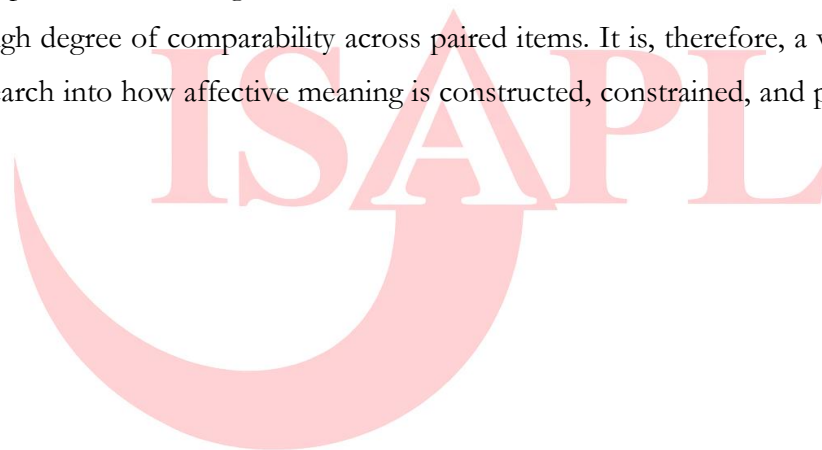 gh degree of comparability across paired items. It is, therefore, a v
earch into how affective meaning is constructed, constrained, and p
ISAPL